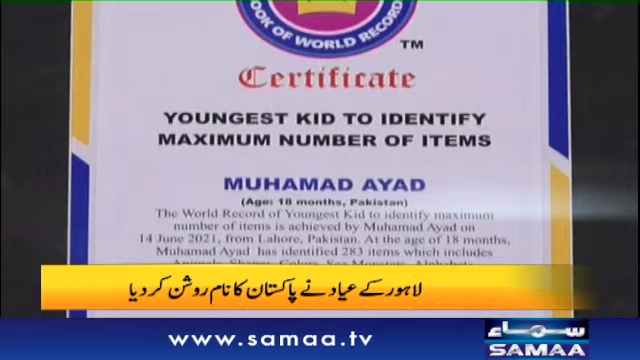 BOOK OF WORLD RECORDS
TM
Certificate
YOUNGEST KID TO IDENTIFY
MAXIMUM NUMBER OF ITEMS
MUHAMAD AYAD
(Age: 18 months, Pakistan)
The World Record of Youngest Kid to identify maximum
number of items is achieved by Muhamad Ayad on
14 June 2021, from Lahore, Pakistan. At the age of 18 months,
Muhamad Ayad has identified 283 items which includes
لاہور کے عیاد نے پاکستان کا نام روشن کر دیا
www.samaa.tv
سماء
SAMAA